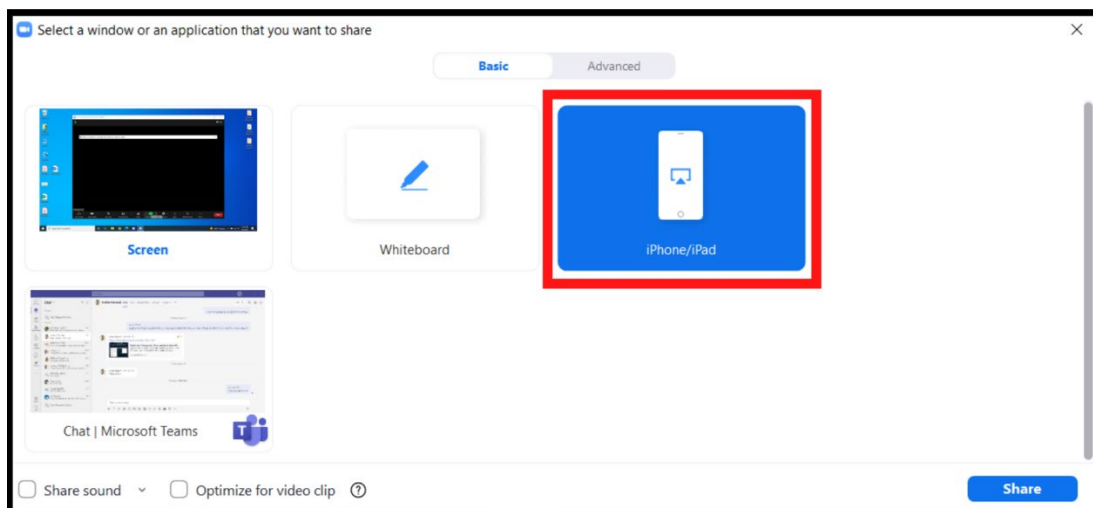 Select a window or an application that you want to share
Basic
Advanced
Screen
Whiteboard
iPhone/iPad
Chat | Microsoft Teams
Share sound
Optimize for video clip
Share